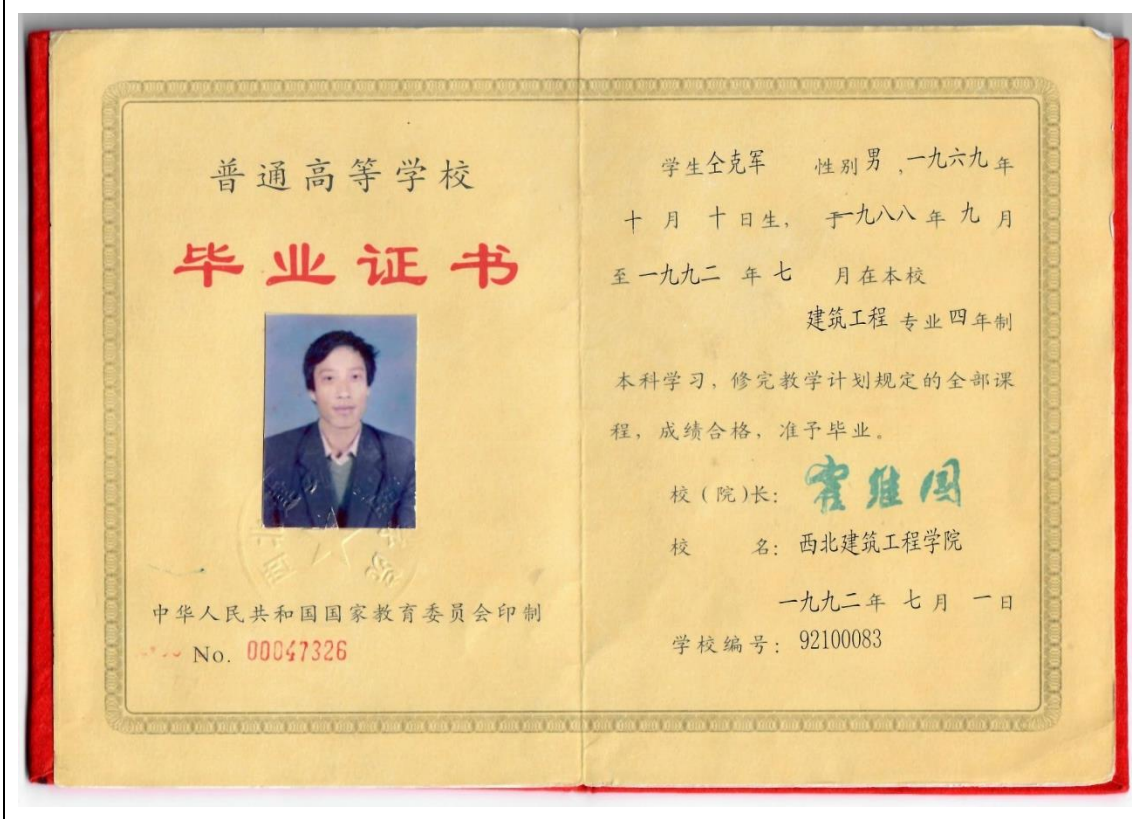 普通高等学校
毕业证书
中华人民共和国国家教育委员会印制
No. 00047326
学生仝克军 性别男,一九六九年
十月十日生, 于一九八八年九月
至一九九二年七 月在本校
建筑工程 专业四年制
本科学习, 修完教学计划规定的全部课
程, 成绩合格, 准予毕业。
校(院)长: 霍维国
校 名: 西北建筑工程学院
一九九二年七月一日
学校编号: 92100083